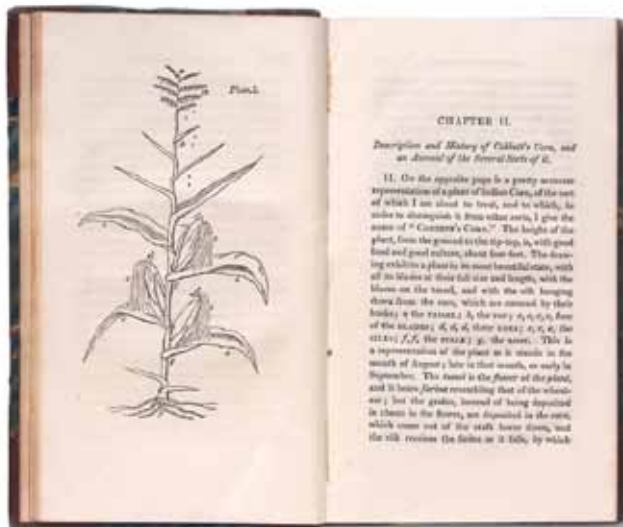 CHAPTER II.
Description and History of Cobbett's Corn, and
an Account of the Several Sorts of it.
11. On the opposite page is a pretty accurate
representation of a plant of Indian Corn, of the sort
of which I am about to treat, and to which, in
order to distinguish it from other sorts, I give the
name of "COBBETT'S CORN." The height of the
plant, from the ground to the tip-top, is, with good
land and good culture, about four feet. The draw-
ing exhibits a plant in its most beautiful state, with
all its blades at their full size and length, with the
bloom on the tassel, and with the silk hanging
down from the ears, which are covered by their
husks; a the TASSEL; b, the c, c, c, c, four
of the BLADES; d, d, d, three EARS; e, e, e, the
SILKS; f, f, the STALK; g, the This is
a representation of the plant as it stands in the
month of August; late in that month, or early in
September. The tassel is the flower of the plant,
and it bears farina resembling that of the wheat-
ear; but the grains, instead of being deposited
in the flower, are deposited in the ears,
which come out of the stalk lower down, and
the silk receives the farina as it falls, by which